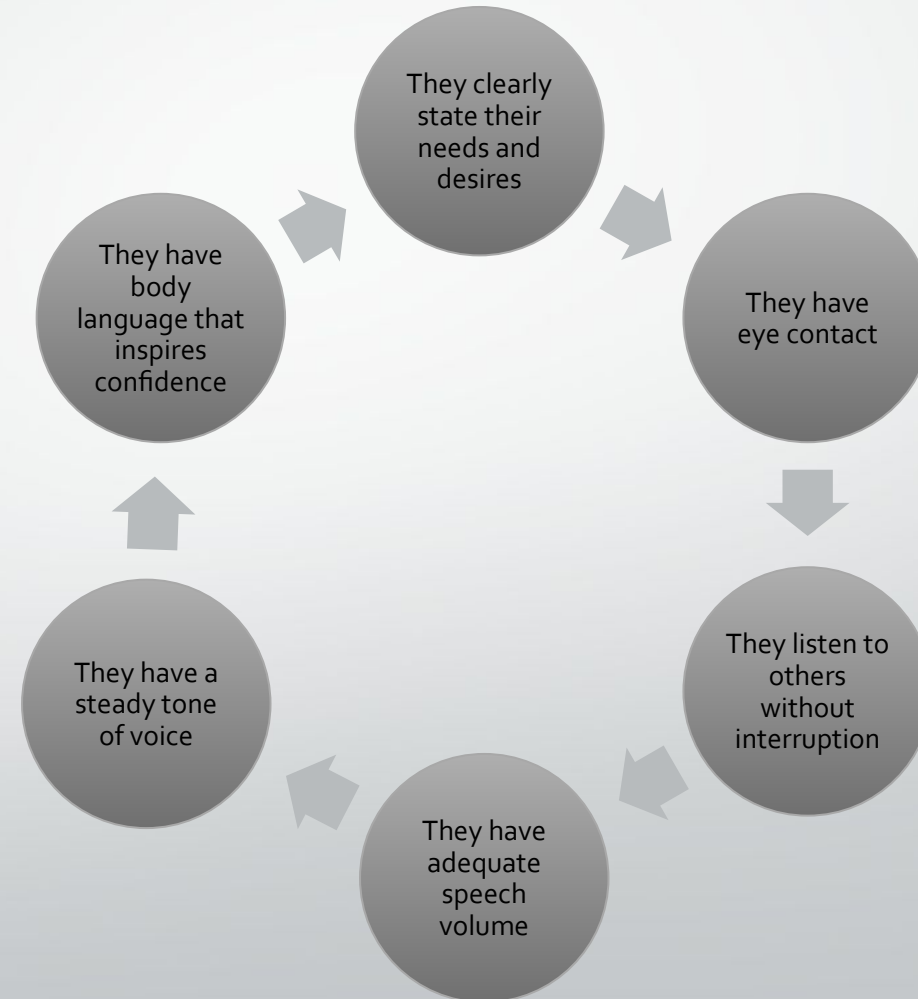 They clearly
state their
needs and
desires
They have
eye contact
They listen to
others
without
interruption
They have
adequate
speech
volume
They have a
steady tone
of voice
They have
body
language that
inspires
confidence